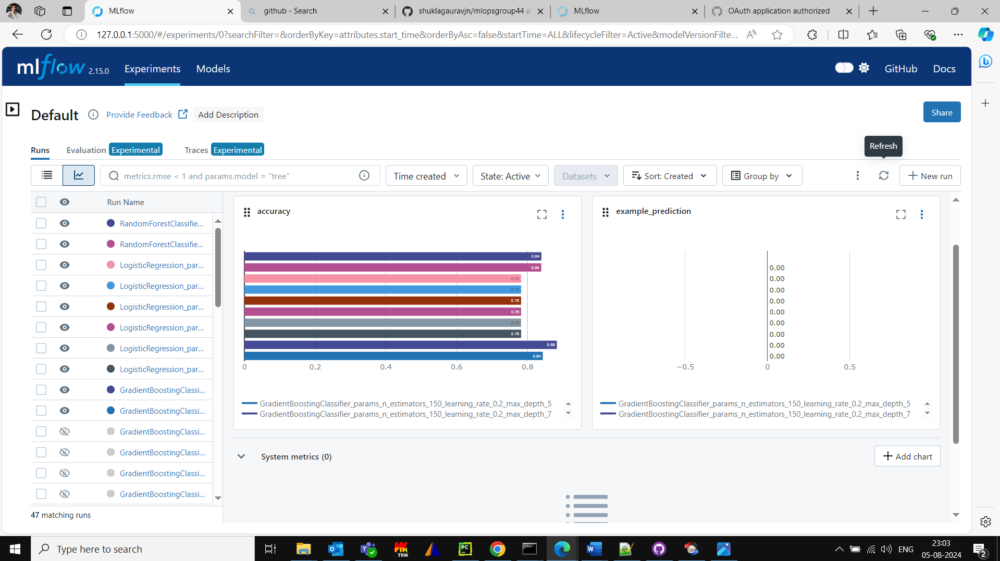 MLflow
github - Search
shuklagauravjn/mlopsgroup44 at
MLflow
OAuth application authorized
127.0.0.1:5000/#/experiments/0?searchFilter=&orderByKey=attributes.start_time&orderByAsc=false&startTime=ALL&lifecycleFilter=Active&modelVersionFilte...
mlflow 2.15.0 Experiments Models
GitHub Docs
Default Provide Feedback Add Description
Share
Runs Evaluation Experimental Traces Experimental
Refresh
metrics.rmse < 1 and params.model = "tree"
Time created State: Active Datasets Sort: Created Group by
New run
Run Name
RandomForestClassifie...
RandomForestClassifie...
LogisticRegression_par...
LogisticRegression_par...
LogisticRegression_par...
LogisticRegression_par...
LogisticRegression_par...
LogisticRegression_par...
GradientBoostingClassi...
GradientBoostingClassi...
GradientBoostingClassi...
GradientBoostingClassi...
GradientBoostingClassi...
GradientBoostingClassi...
47 matching runs
accuracy
0.84
0.84
0.78
0.78
0.78
0.78
0.78
0.78
0.88
0.84
0 0.2 0.4 0.6 0.8
GradientBoostingClassifier_params_n_estimators_150_learning_rate_0.2_max_depth_5
GradientBoostingClassifier_params_n_estimators_150_learning_rate_0.2_max_depth_7
example_prediction
0.00
0.00
0.00
0.00
0.00
0.00
0.00
0.00
0.00
−0.5 0 0.5
GradientBoostingClassifier_params_n_estimators_150_learning_rate_0.2_max_depth_5
GradientBoostingClassifier_params_n_estimators_150_learning_rate_0.2_max_depth_7
System metrics (0)
Add chart
Type here to search
PTM
TRW
PC
W
ENG
23:03
05-08-2024
2